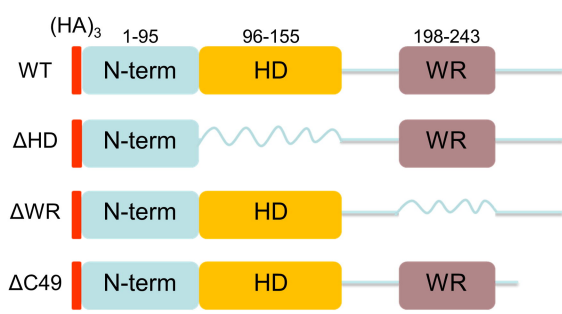 (HA)3
1-95 96-155 198-243
WT N-term HD WR
ΔHD N-term WR
ΔWR N-term HD
ΔC49 N-term HD WR